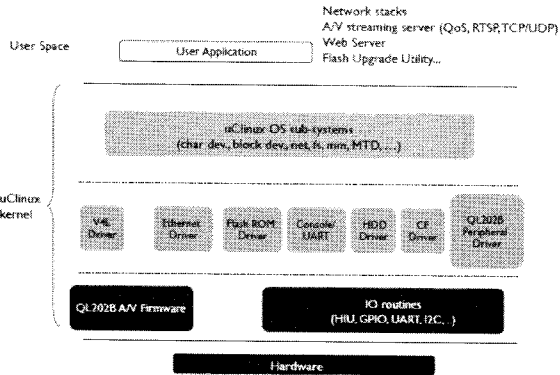 Network stacks
A/V streaming server (QoS, RTSP, TCP/UDP)
Web Server
Flash Upgrade Utility...
User Space
User Application
uClinux OS sub-systems
(char dev., block dev., net, fs, mm, MTD, ....)
uClinux
kernel
V4L
Driver
Ethernet
Driver
Flash ROM
Driver
Console/
UART
HDD
Driver
CF
Driver
QL202B
Peripheral
Driver
QL202B A/V Firmware
IO routines
(HIU, GPIO, UART, I2C, ..)
Hardware